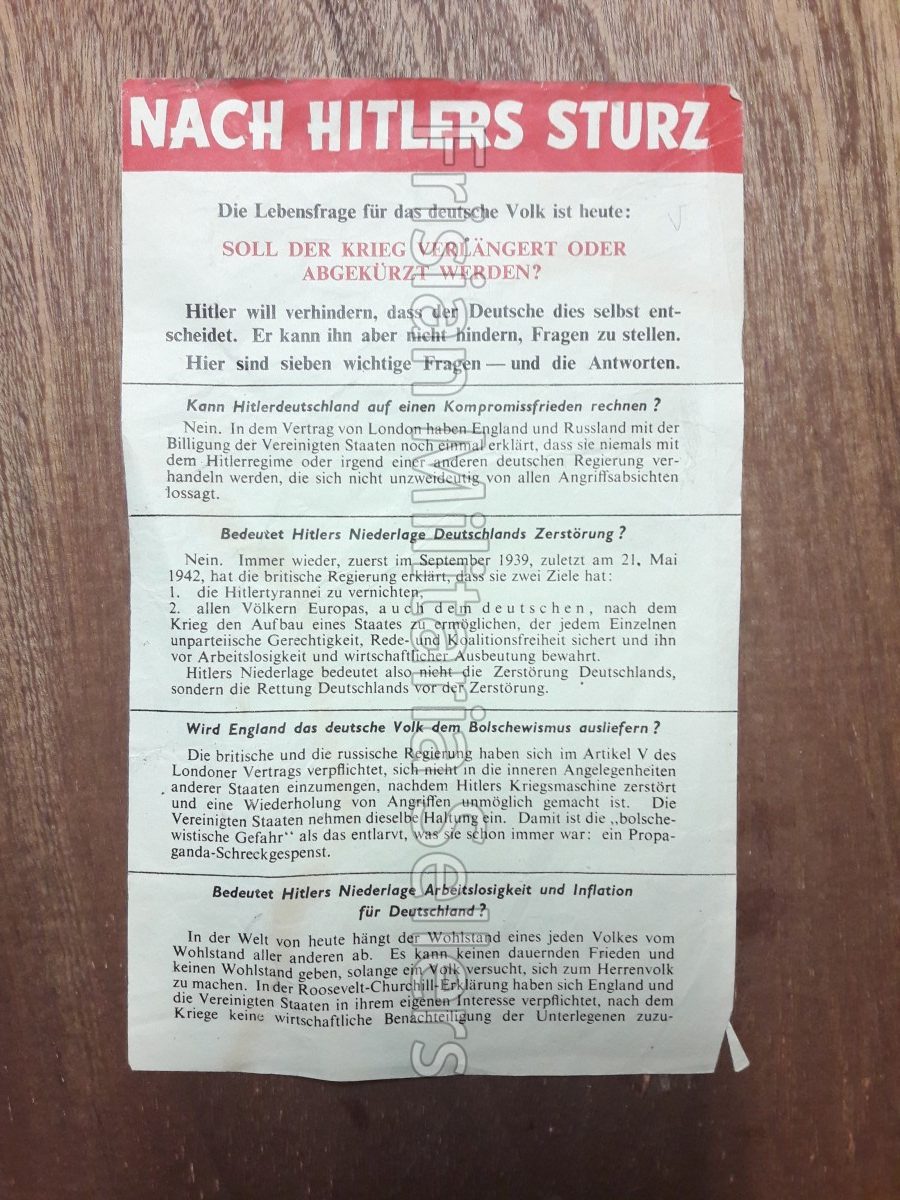 NACH HITLERS STURZ
Die Lebensfrage für das deutsche Volk ist heute:
SOLL DER KRIEG VERLÄNGERT ODER
ABGEKÜRZT WERDEN?
Hitler will verhindern, dass der Deutsche dies selbst ent-
scheidet. Er kann ihn aber nicht hindern, Fragen zu stellen.
Hier sind sieben wichtige Fragen — und die Antworten.
Kann Hitlerdeutschland auf einen Kompromissfrieden rechnen?
Nein. In dem Vertrag von London haben England und Russland mit der
Billigung der Vereinigten Staaten noch einmal erklärt, dass sie niemals mit
dem Hitlerregime oder irgend einer anderen deutschen Regierung ver-
handeln werden, die sich nicht unzweideutig von allen Angriffsabsichten
lossagt.
Bedeutet Hitlers Niederlage Deutschlands Zerstörung?
Nein. Immer wieder, zuerst im September 1939, zuletzt am 21. Mai
1942, hat die britische Regierung erklärt, dass sie zwei Ziele hat:
1. die Hitlertyrannei zu vernichten,
2. allen Völkern Europas, auch dem deutschen, nach dem
Krieg den Aufbau eines Staates zu ermöglichen, der jedem Einzelnen
unparteiische Gerechtigkeit, Rede- und Koalitionsfreiheit sichert und ihn
vor Arbeitslosigkeit und wirtschaftlicher Ausbeutung bewahrt.
Hitlers Niederlage bedeutet also nicht die Zerstörung Deutschlands,
sondern die Rettung Deutschlands vor der Zerstörung.
Wird England das deutsche Volk dem Bolschewismus ausliefern?
Die britische und die russische Regierung haben sich im Artikel V des
Londoner Vertrags verpflichtet, sich nicht in die inneren Angelegenheiten
anderer Staaten einzumengen, nachdem Hitlers Kriegsmaschine zerstört
und eine Wiederholung von Angriffen unmöglich gemacht ist. Die
Vereinigten Staaten nehmen dieselbe Haltung ein. Damit ist die „bolsche-
wistische Gefahr“ als das entlarvt, was sie schon immer war: ein Propa-
ganda-Schreckgespenst.
Bedeutet Hitlers Niederlage Arbeitslosigkeit und Inflation
für Deutschland?
In der Welt von heute hängt der Wohlstand eines jeden Volkes vom
Wohlstand aller anderen ab. Es kann keinen dauernden Frieden und
keinen Wohlstand geben, solange ein Volk versucht, sich zum Herrenvolk
zu machen. In der Roosevelt-Churchill-Erklärung haben sich England und
die Vereinigten Staaten in ihrem eigenen Interesse verpflichtet, nach dem
Kriege keine wirtschaftliche Benachteiligung der Unterlegenen zuzu-
Frisian Militaria Sellers